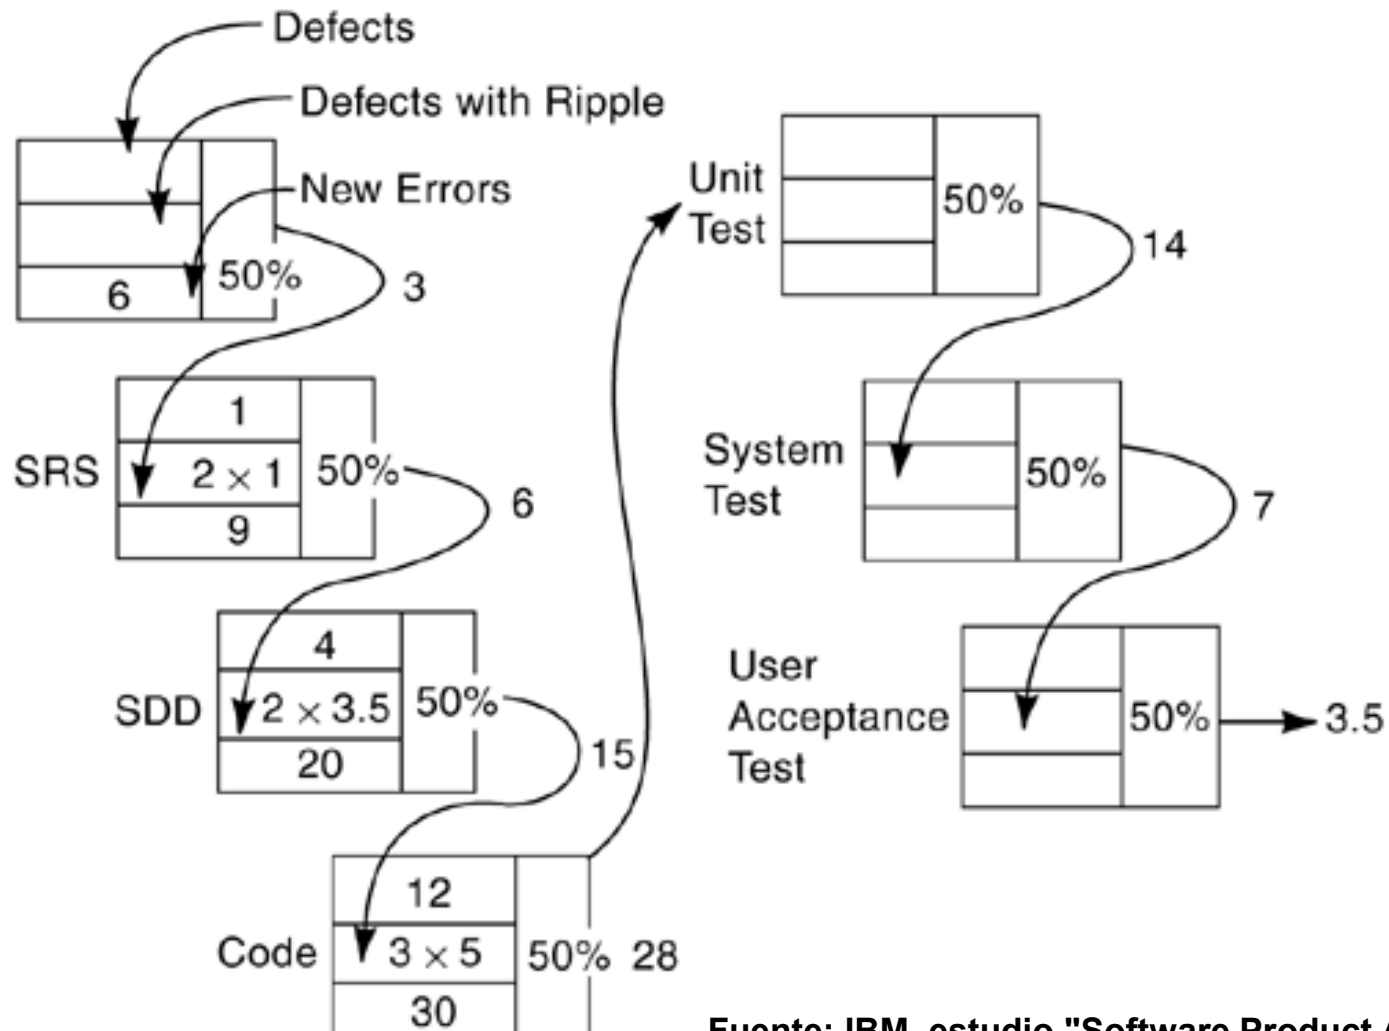 Defects
Defects with Ripple
New Errors
6
50%
3
SRS
1
2 × 1
9
50%
6
SDD
4
2 × 3.5
20
50%
15
Code
12
3 × 5
30
50%
28
Unit
Test
50%
14
System
Test
50%
7
User
Acceptance
Test
50%
3.5
Fuente: IBM, estudio "Software Product